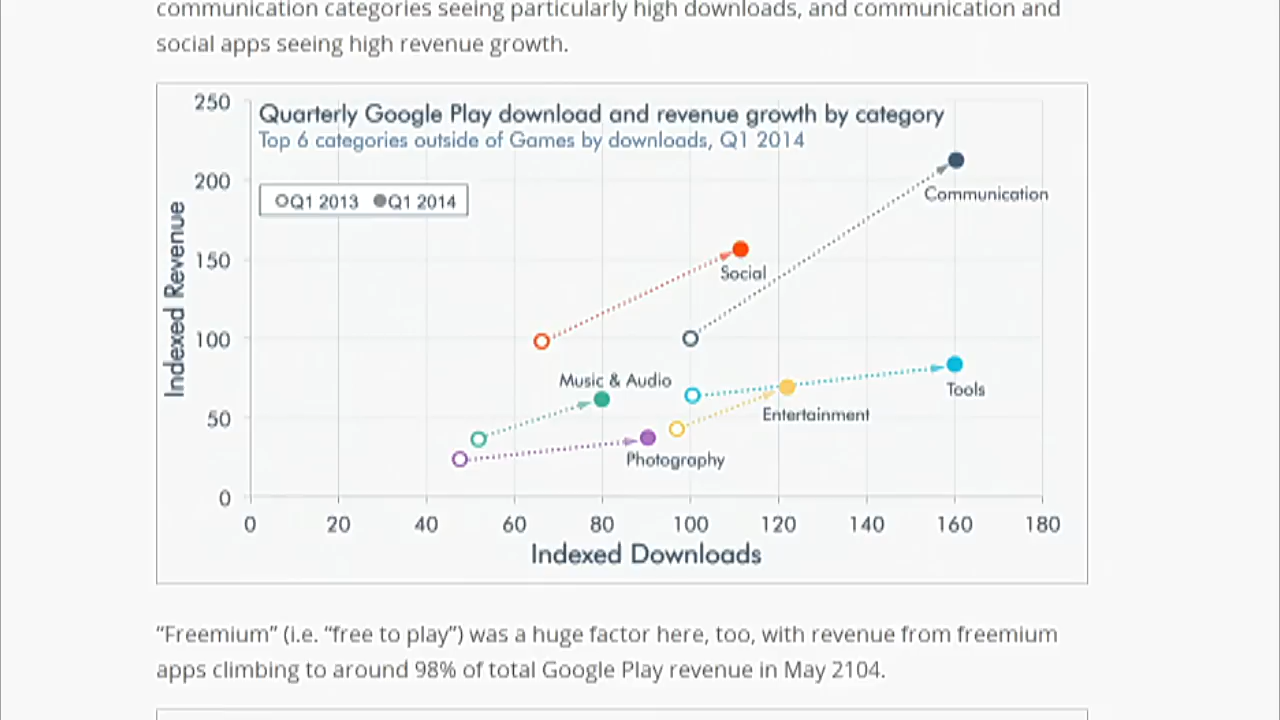 communication categories seeing particularly high downloads, and communication and
social apps seeing high revenue growth.
Quarterly Google Play download and revenue growth by category
Top 6 categories outside of Games by downloads, Q1 2014
Q1 2013 Q1 2014
Indexed Revenue
250
200
150
100
50
0
Communication
Social
Music & Audio
Tools
Entertainment
Photography
0 20 40 60 80 100 120 140 160 180
Indexed Downloads
“Freemium” (i.e. “free to play”) was a huge factor here, too, with revenue from freemium
apps climbing to around 98% of total Google Play revenue in May 2104.